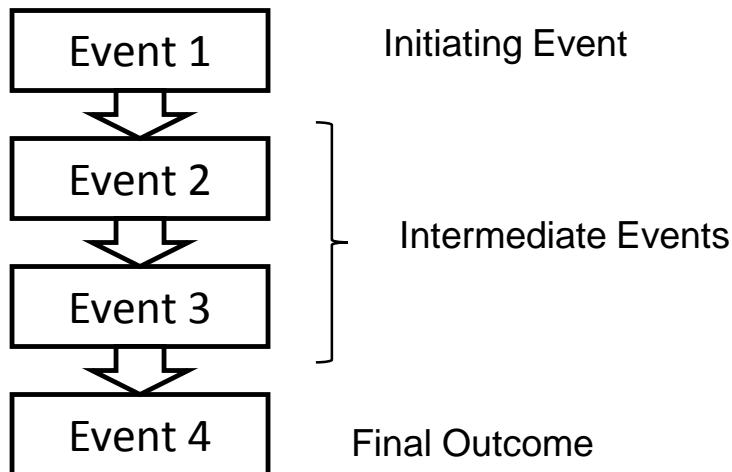 Event 1
Initiating Event
Event 2
Intermediate Events
Event 3
Event 4
Final Outcome